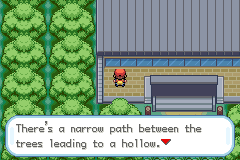 There's a narrow path between the
trees leading to a hollow.